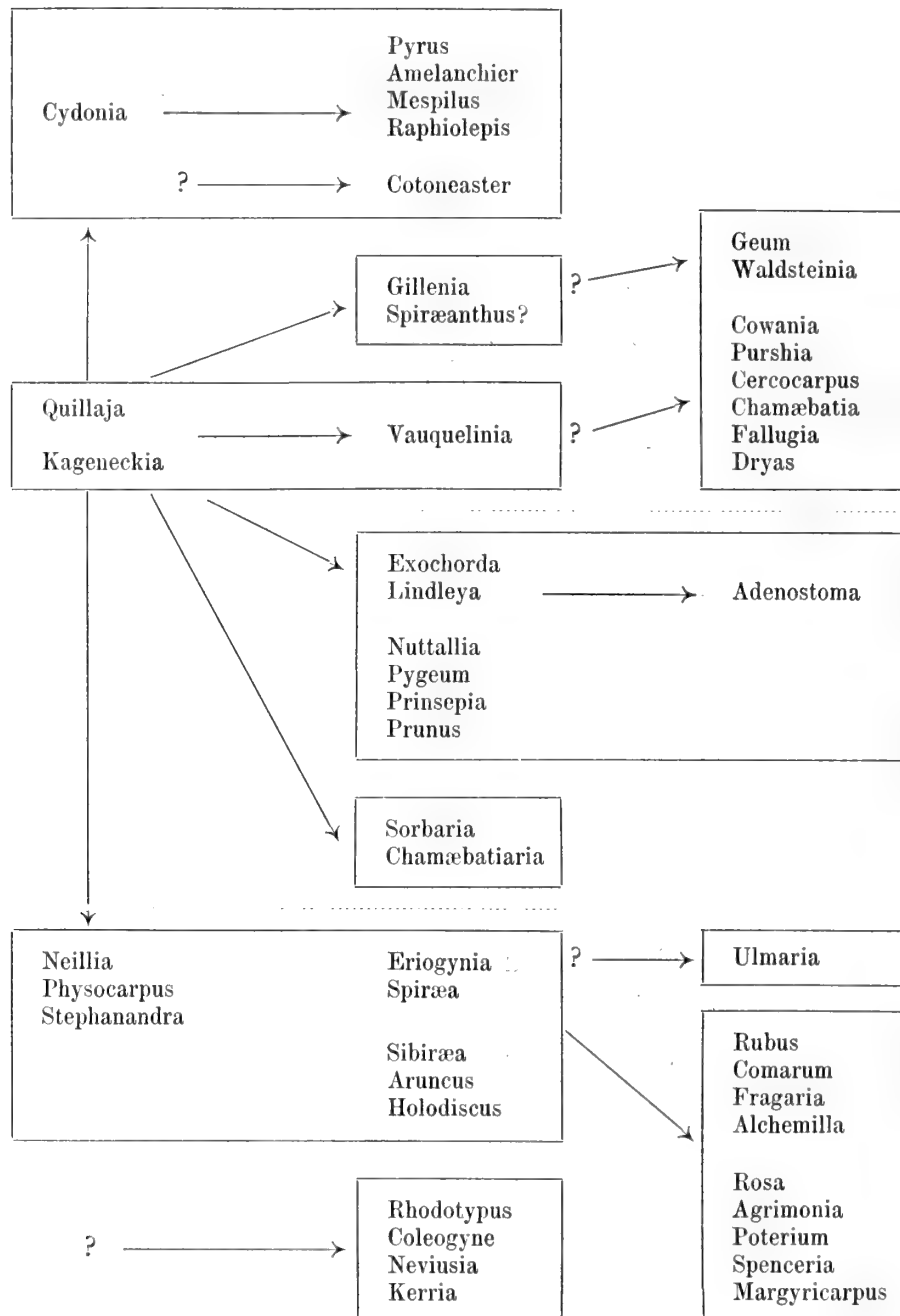 Pyrus
Amelanchier
Cydonia
Mespilus
Raphiolepis
? Cotoneaster
Geum
Waldsteinia
Gillenia ?
Spiræanthus?
Cowania
Purshia
Cercocarpus
Chamæbatia
Fallugia
Dryas
Quillaja
Vauquelinia ?
Kageneckia
Exochorda
Lindleya Adenostoma
Nuttallia
Pygeum
Prinsepia
Prunus
Sorbaria
Chamæbatiaria
Neillia Eriogynia ? Ulmaria
Physocarpus Spiræa
Stephanandra
Sibiræa
Aruncus
Holodiscus
Rubus
Comarum
Fragaria
Alchemilla
Rosa
Agrimonia
Poterium
Spenceria
Margyricarpus
Rhodotypus
? Coleogyne
Neviusia
Kerria